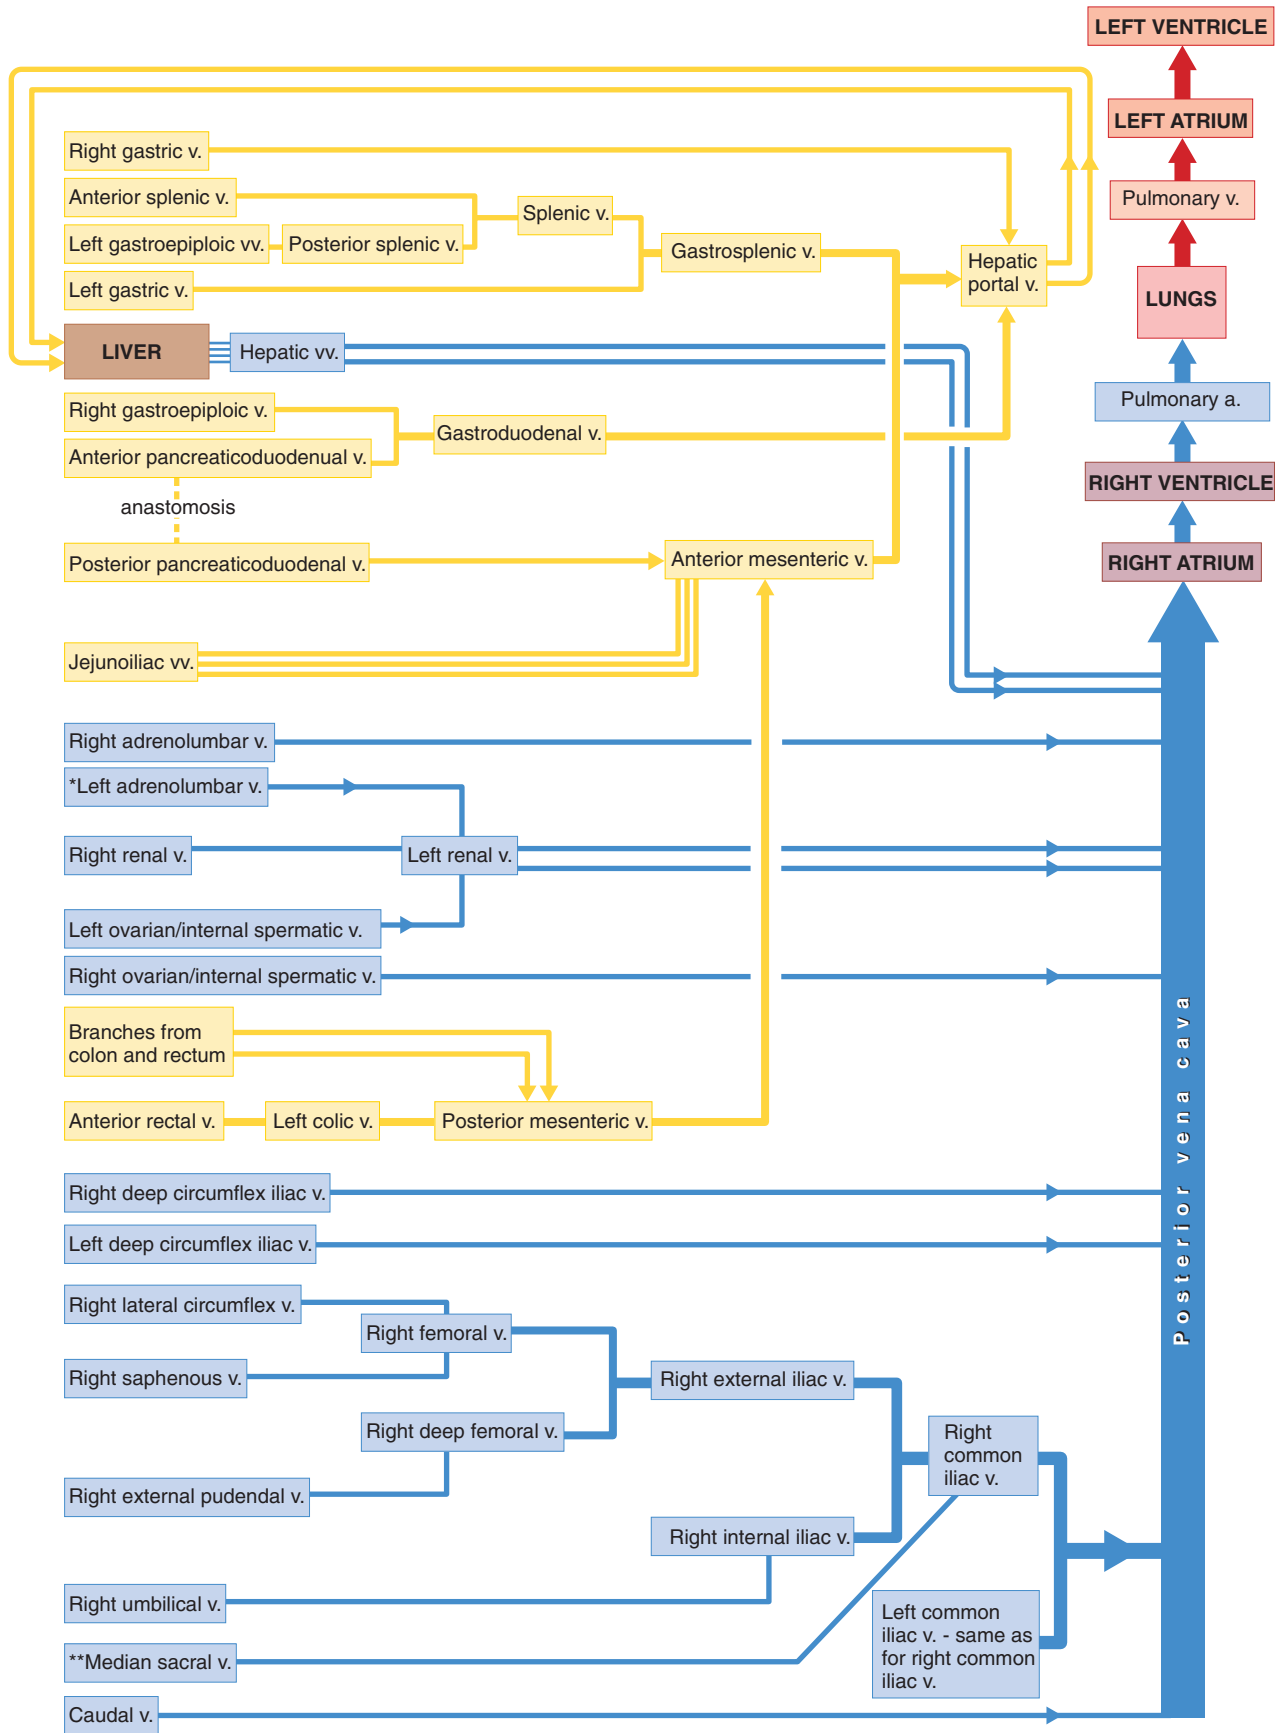 LEFT VENTRICLE
LEFT ATRIUM
Right gastric v.
Anterior splenic v.
Pulmonary v.
Splenic v.
Left gastroepiploic vv.
Posterior splenic v.
Gastrosplenic v.
Hepatic
portal v.
Left gastric v.
LUNGS
LIVER
Hepatic vv.
Pulmonary a.
Right gastroepiploic v.
Gastroduodenal v.
Anterior pancreaticoduodenual v.
RIGHT VENTRICLE
anastomosis
Posterior pancreaticoduodenal v.
Anterior mesenteric v.
RIGHT ATRIUM
Jejunoiliac vv.
Right adrenolumbar v.
*Left adrenolumbar v.
Right renal v.
Left renal v.
Left ovarian/internal spermatic v.
Right ovarian/internal spermatic v.
Branches from
colon and rectum
Anterior rectal v.
Left colic v.
Posterior mesenteric v.
Posterior vena cava
Right deep circumflex iliac v.
Left deep circumflex iliac v.
Right lateral circumflex v.
Right femoral v.
Right saphenous v.
Right external iliac v.
Right deep femoral v.
Right
common
iliac v.
Right external pudendal v.
Right internal iliac v.
Right umbilical v.
Left common
iliac v. - same as
for right common
iliac v.
**Median sacral v.
Caudal v.